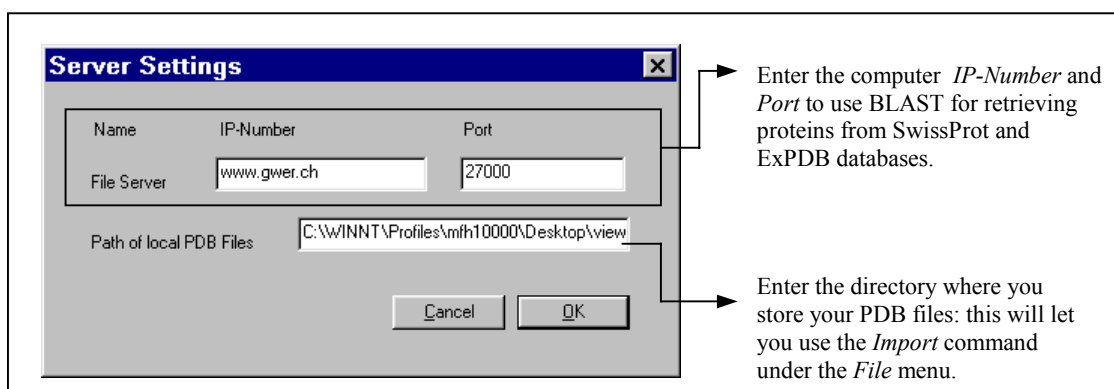 Server Settings
Name IP-Number Port
File Server www.gwer.ch 27000
Path of local PDB Files C:\WINNT\Profiles\mfh10000\Desktop\view
Cancel OK
Enter the computer IP-Number and
Port to use BLAST for retrieving
proteins from SwissProt and
ExPDB databases.
Enter the directory where you
store your PDB files: this will let
you use the Import command
under the File menu.